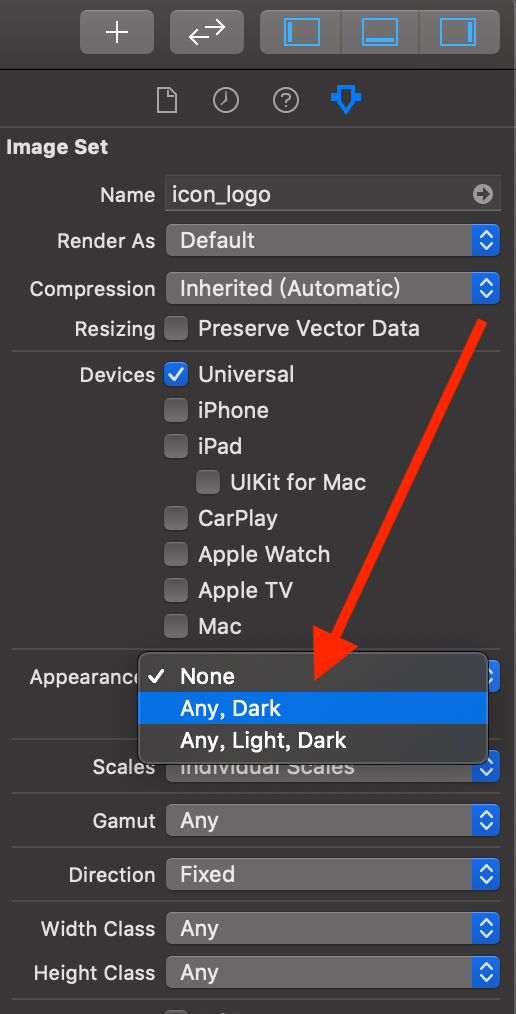 Image Set
Name icon_logo
Render As Default
Compression Inherited (Automatic)
Resizing Preserve Vector Data
Devices Universal
iPhone
iPad
UIKit for Mac
CarPlay
Apple Watch
Apple TV
Mac
Appearance ✓ None
Any, Dark
Any, Light, Dark
Scales Individual Scales
Gamut Any
Direction Fixed
Width Class Any
Height Class Any